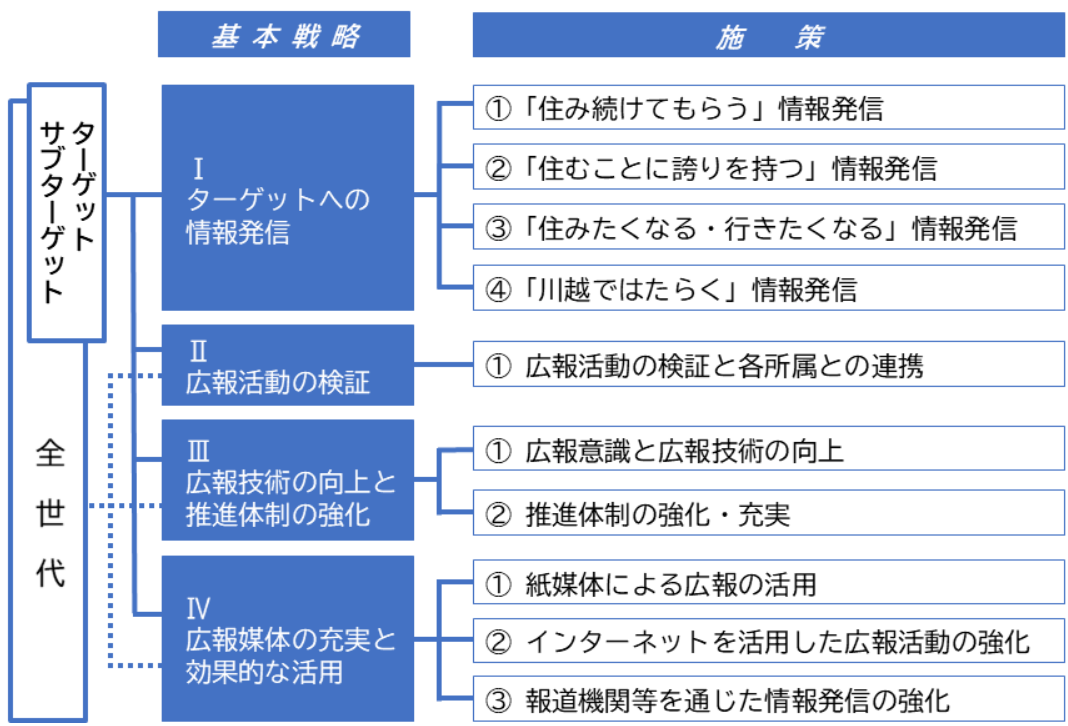 基本戦略
施 策
ターゲット
サブターゲット
全世代
Ⅰ
ターゲットへの
情報発信
①「住み続けてもらう」情報発信
②「住むことに誇りを持つ」情報発信
③「住みたくなる・行きたくなる」情報発信
④「川越ではたらく」情報発信
Ⅱ
広報活動の検証
① 広報活動の検証と各所属との連携
Ⅲ
広報技術の向上と
推進体制の強化
① 広報意識と広報技術の向上
② 推進体制の強化・充実
Ⅳ
広報媒体の充実と
効果的な活用
① 紙媒体による広報の活用
② インターネットを活用した広報活動の強化
③ 報道機関等を通じた情報発信の強化